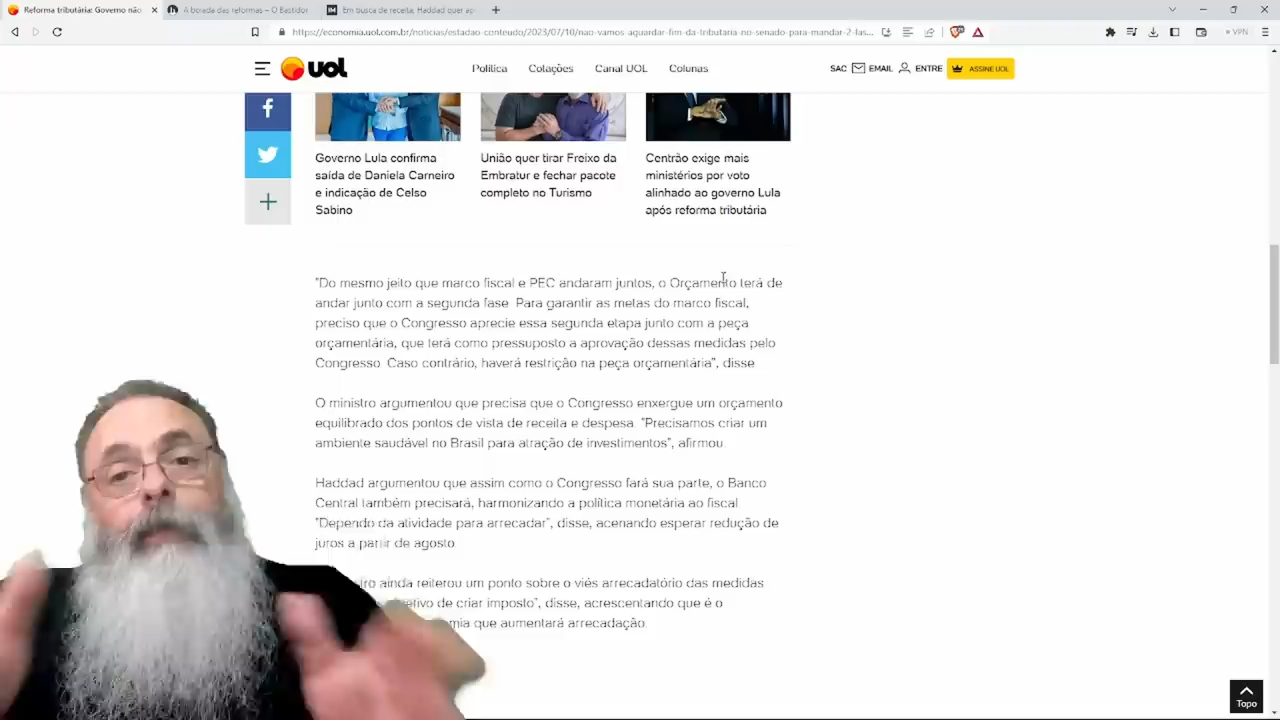 Reforma tributária: Governo não
A boiada das reformas – O Bastidor
Em busca de receita, Haddad quer ap
https://economia.uol.com.br/noticias/estadao-conteudo/2023/07/10/nao-vamos-aguardar-fim-da-tributaria-no-senado-para-mandar-2-fas...
VPN
UOL
Política
Cotações
Canal UOL
Colunas
SAC
EMAIL
ENTRE
ASSINE UOL
Governo Lula confirma
saída de Daniela Carneiro
e indicação de Celso
Sabino
União quer tirar Freixo da
Embratur e fechar pacote
completo no Turismo
Centrão exige mais
ministérios por voto
alinhado ao governo Lula
após reforma tributária
"Do mesmo jeito que marco fiscal e PEC andaram juntos, o Orçamento terá de
andar junto com a segunda fase. Para garantir as metas do marco fiscal,
preciso que o Congresso aprecie essa segunda etapa junto com a peça
orçamentária, que terá como pressuposto a aprovação dessas medidas pelo
Congresso. Caso contrário, haverá restrição na peça orçamentária", disse.
O ministro argumentou que precisa que o Congresso enxergue um orçamento
equilibrado dos pontos de vista de receita e despesa. "Precisamos criar um
ambiente saudável no Brasil para atração de investimentos", afirmou.
Haddad argumentou que assim como o Congresso fará sua parte, o Banco
Central também precisará, harmonizando a política monetária ao fiscal.
"Dependo da atividade para arrecadar", disse, acenando esperar redução de
juros a partir de agosto.
ainda reiterou um ponto sobre o viés arrecadatório das medidas
de criar imposto", disse, acrescentando que é o
que aumentará arrecadação.
Topo